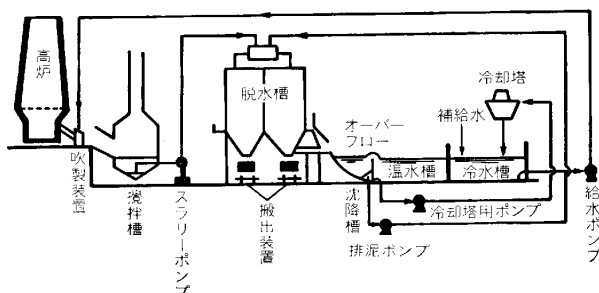 高炉
吹製装置
攪拌槽
スラリーポンプ
脱水槽
搬出装置
オーバー
フロー
沈降槽
排泥ポンプ
温水槽
冷却塔用ポンプ
補給水
冷却塔
冷水槽
給水ポンプ